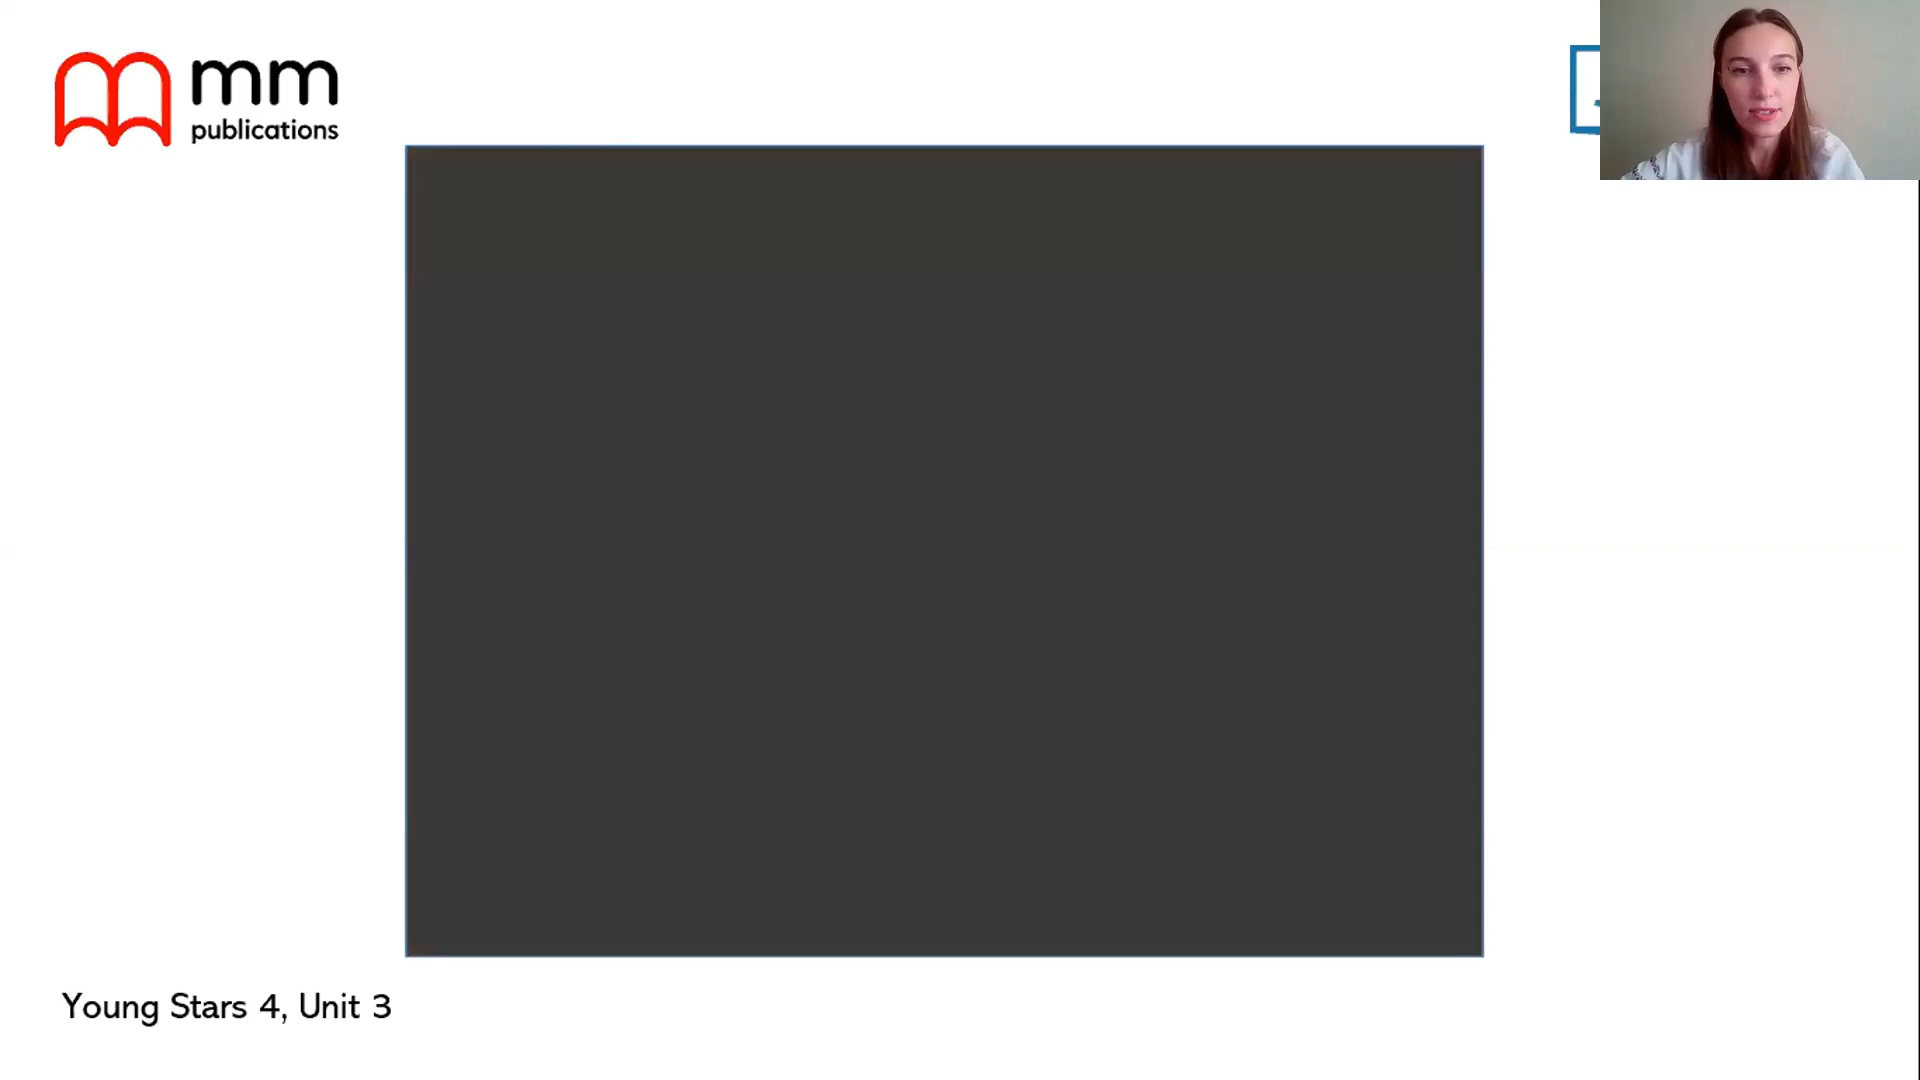 mm
publications
Young Stars 4, Unit 3